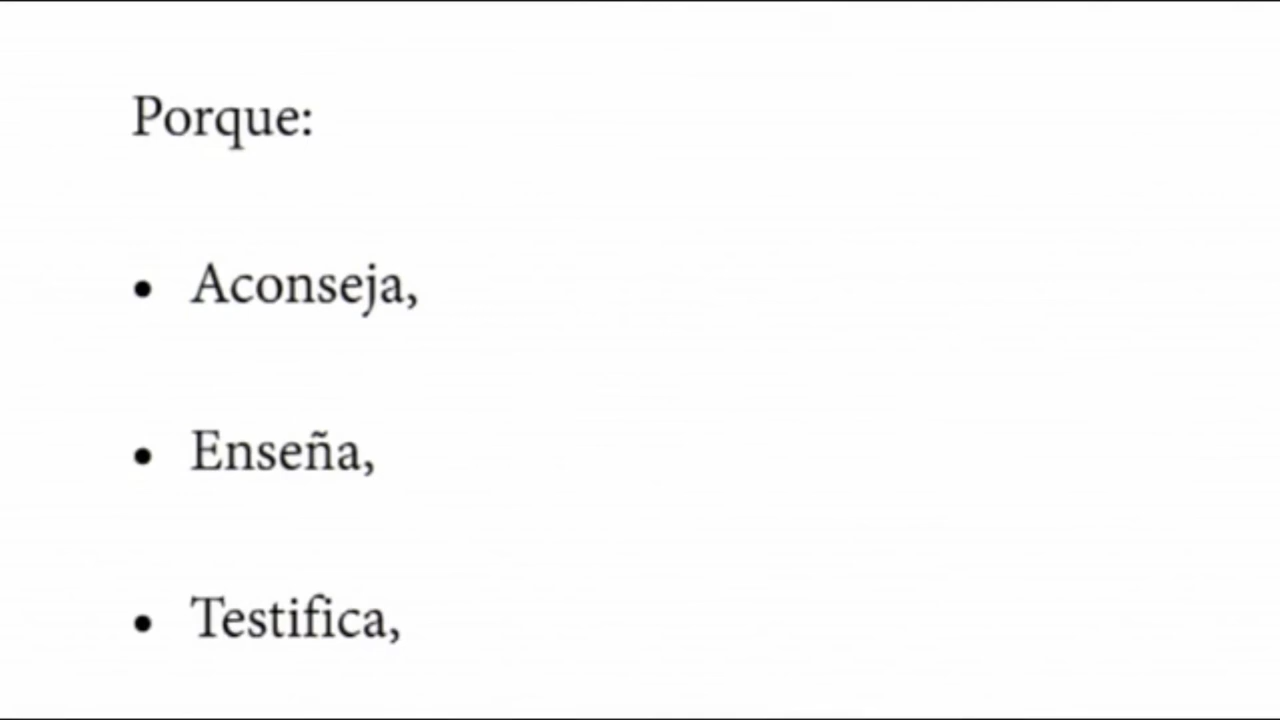 Porque:
• Aconseja,
• Enseña,
• Testifica,